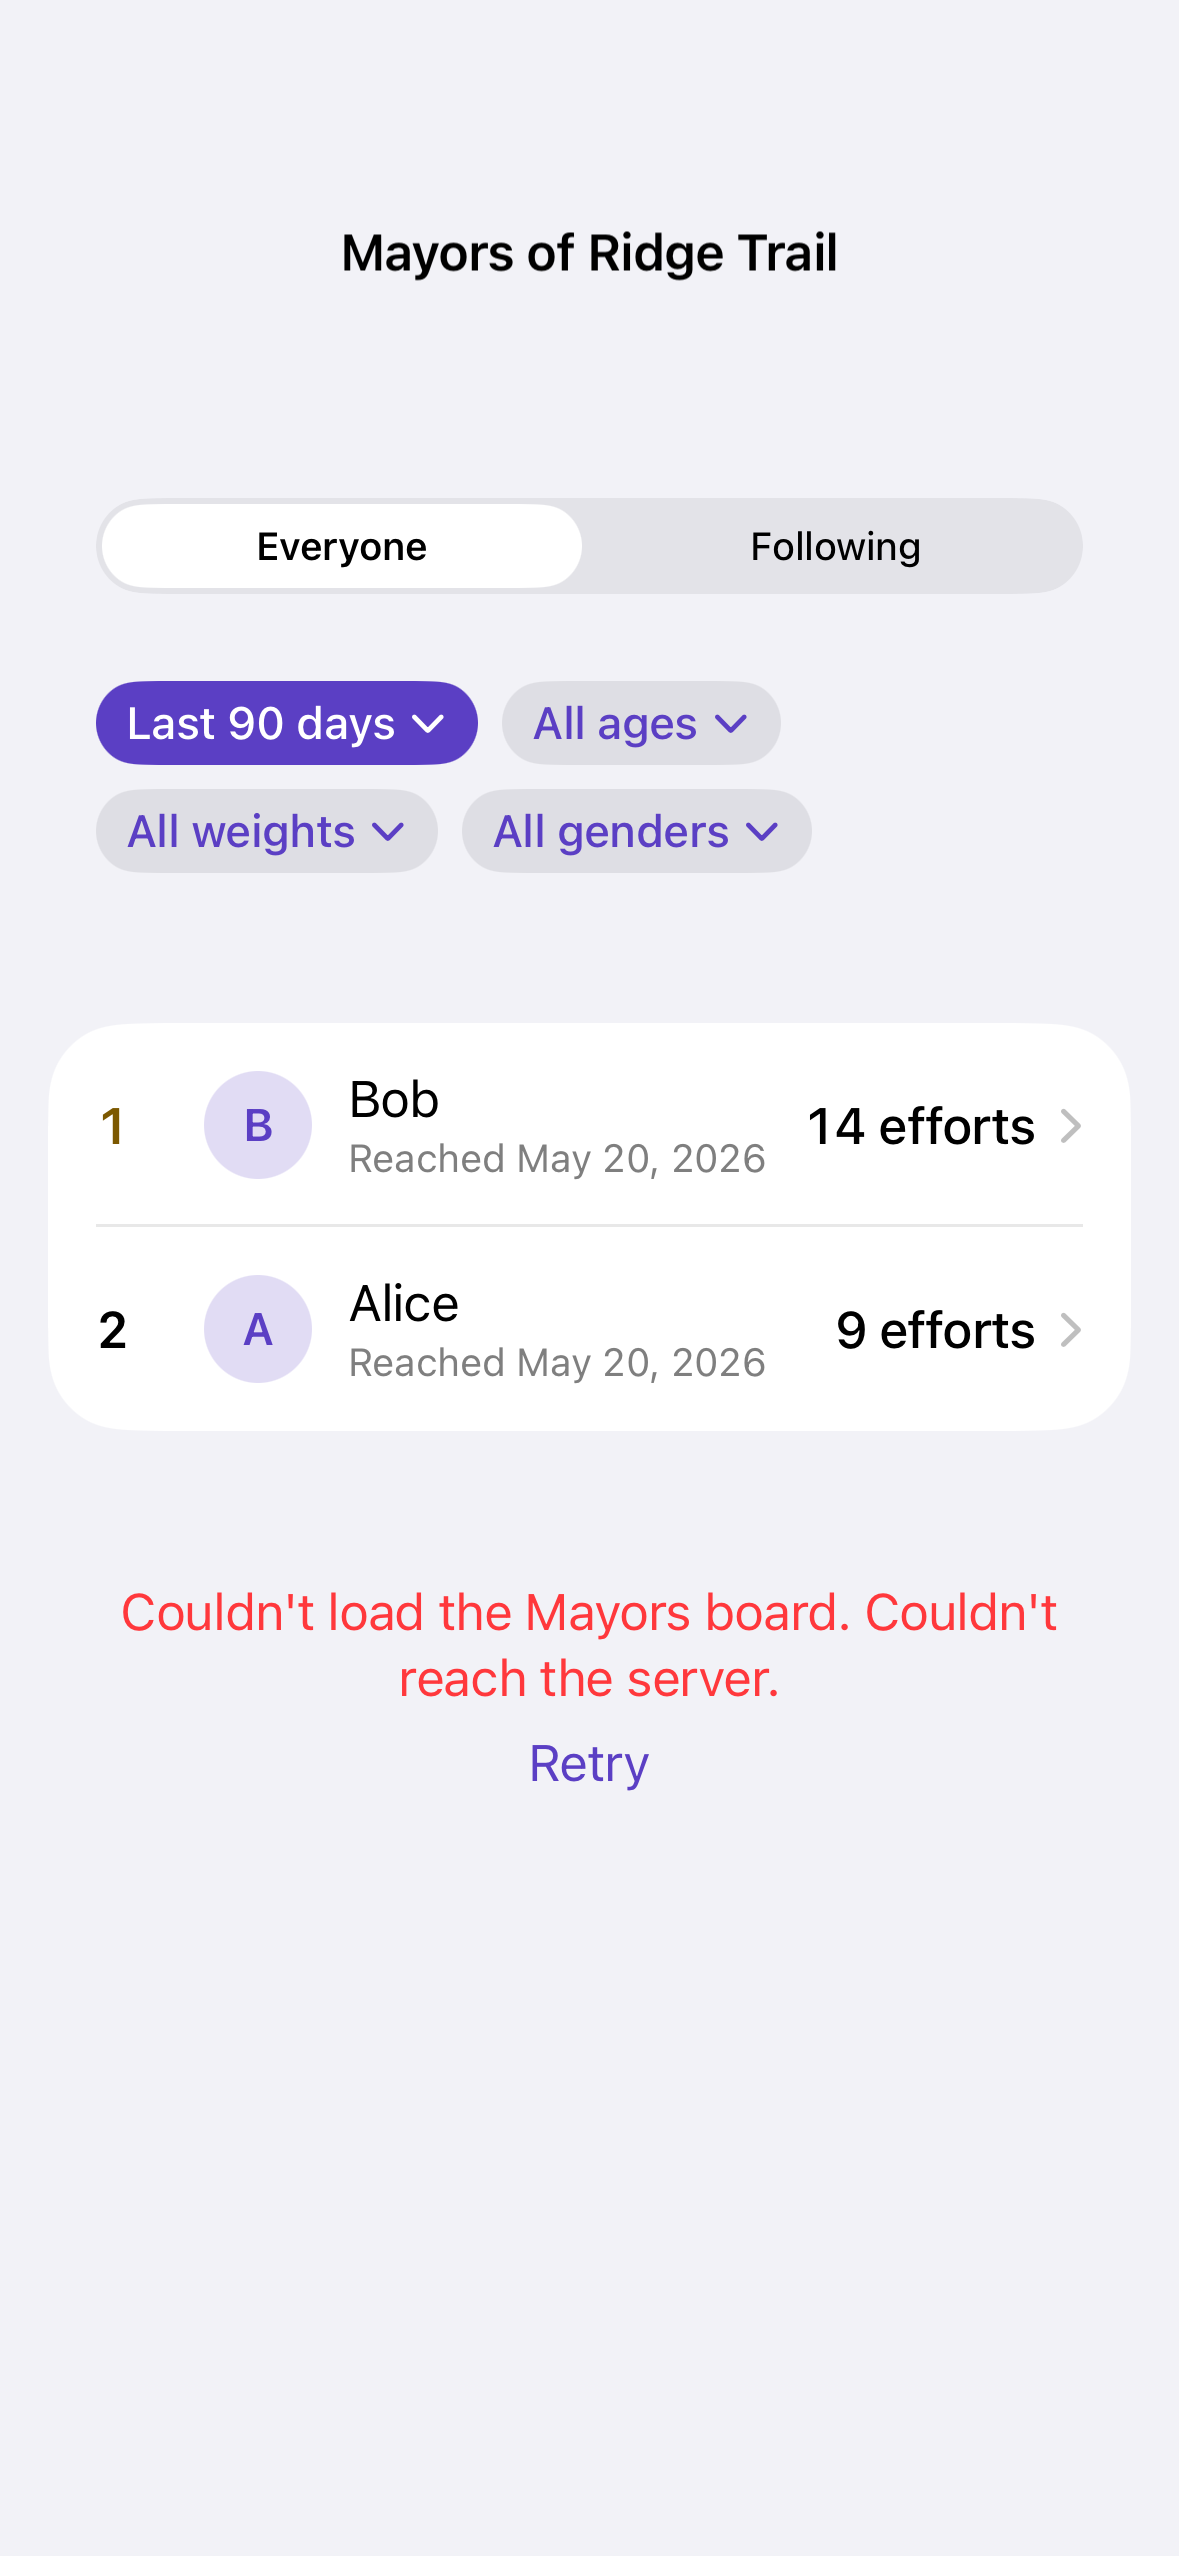 Mayors of Ridge Trail
Everyone
Following
Last 90 days
All ages
All weights
All genders
1
B
Bob
Reached May 20, 2026
14 efforts
2
A
Alice
Reached May 20, 2026
9 efforts
Couldn't load the Mayors board. Couldn't
reach the server.
Retry